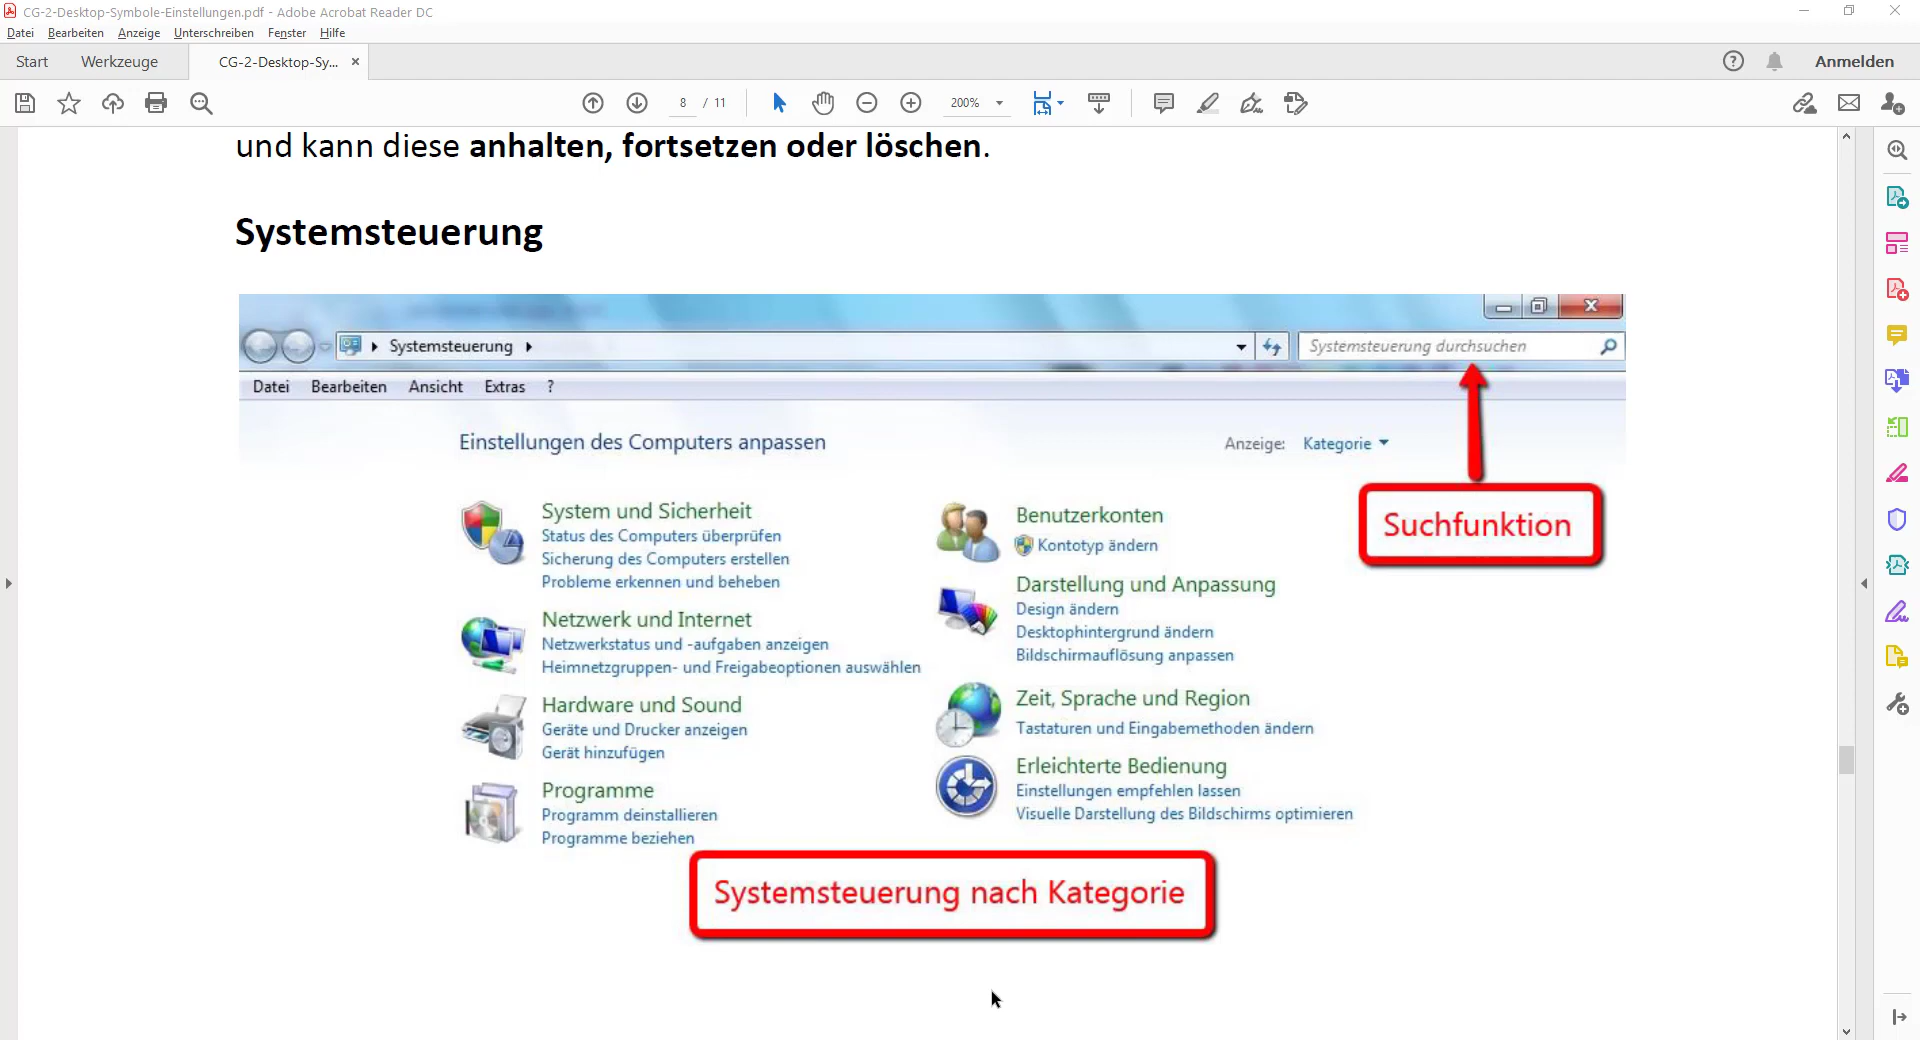 CG-2-Desktop-Symbole-Einstellungen.pdf - Adobe Acrobat Reader DC
Datei Bearbeiten Anzeige Unterschreiben Fenster Hilfe
Start Werkzeuge CG-2-Desktop-Sy... × Anmelden
8 / 11 200%
und kann diese anhalten, fortsetzen oder löschen.
Systemsteuerung
Systemsteuerung Systemsteuerung durchsuchen
Datei Bearbeiten Ansicht Extras ?
Einstellungen des Computers anpassen Anzeige: Kategorie
System und Sicherheit
Status des Computers überprüfen
Sicherung des Computers erstellen
Probleme erkennen und beheben
Netzwerk und Internet
Netzwerkstatus und -aufgaben anzeigen
Heimnetzgruppen- und Freigabeoptionen auswählen
Hardware und Sound
Geräte und Drucker anzeigen
Gerät hinzufügen
Programme
Programm deinstallieren
Programme beziehen
Benutzerkonten
Kontotyp ändern
Darstellung und Anpassung
Design ändern
Desktophintergrund ändern
Bildschirmauflösung anpassen
Zeit, Sprache und Region
Tastaturen und Eingabemethoden ändern
Erleichterte Bedienung
Einstellungen empfehlen lassen
Visuelle Darstellung des Bildschirms optimieren
Suchfunktion
Systemsteuerung nach Kategorie